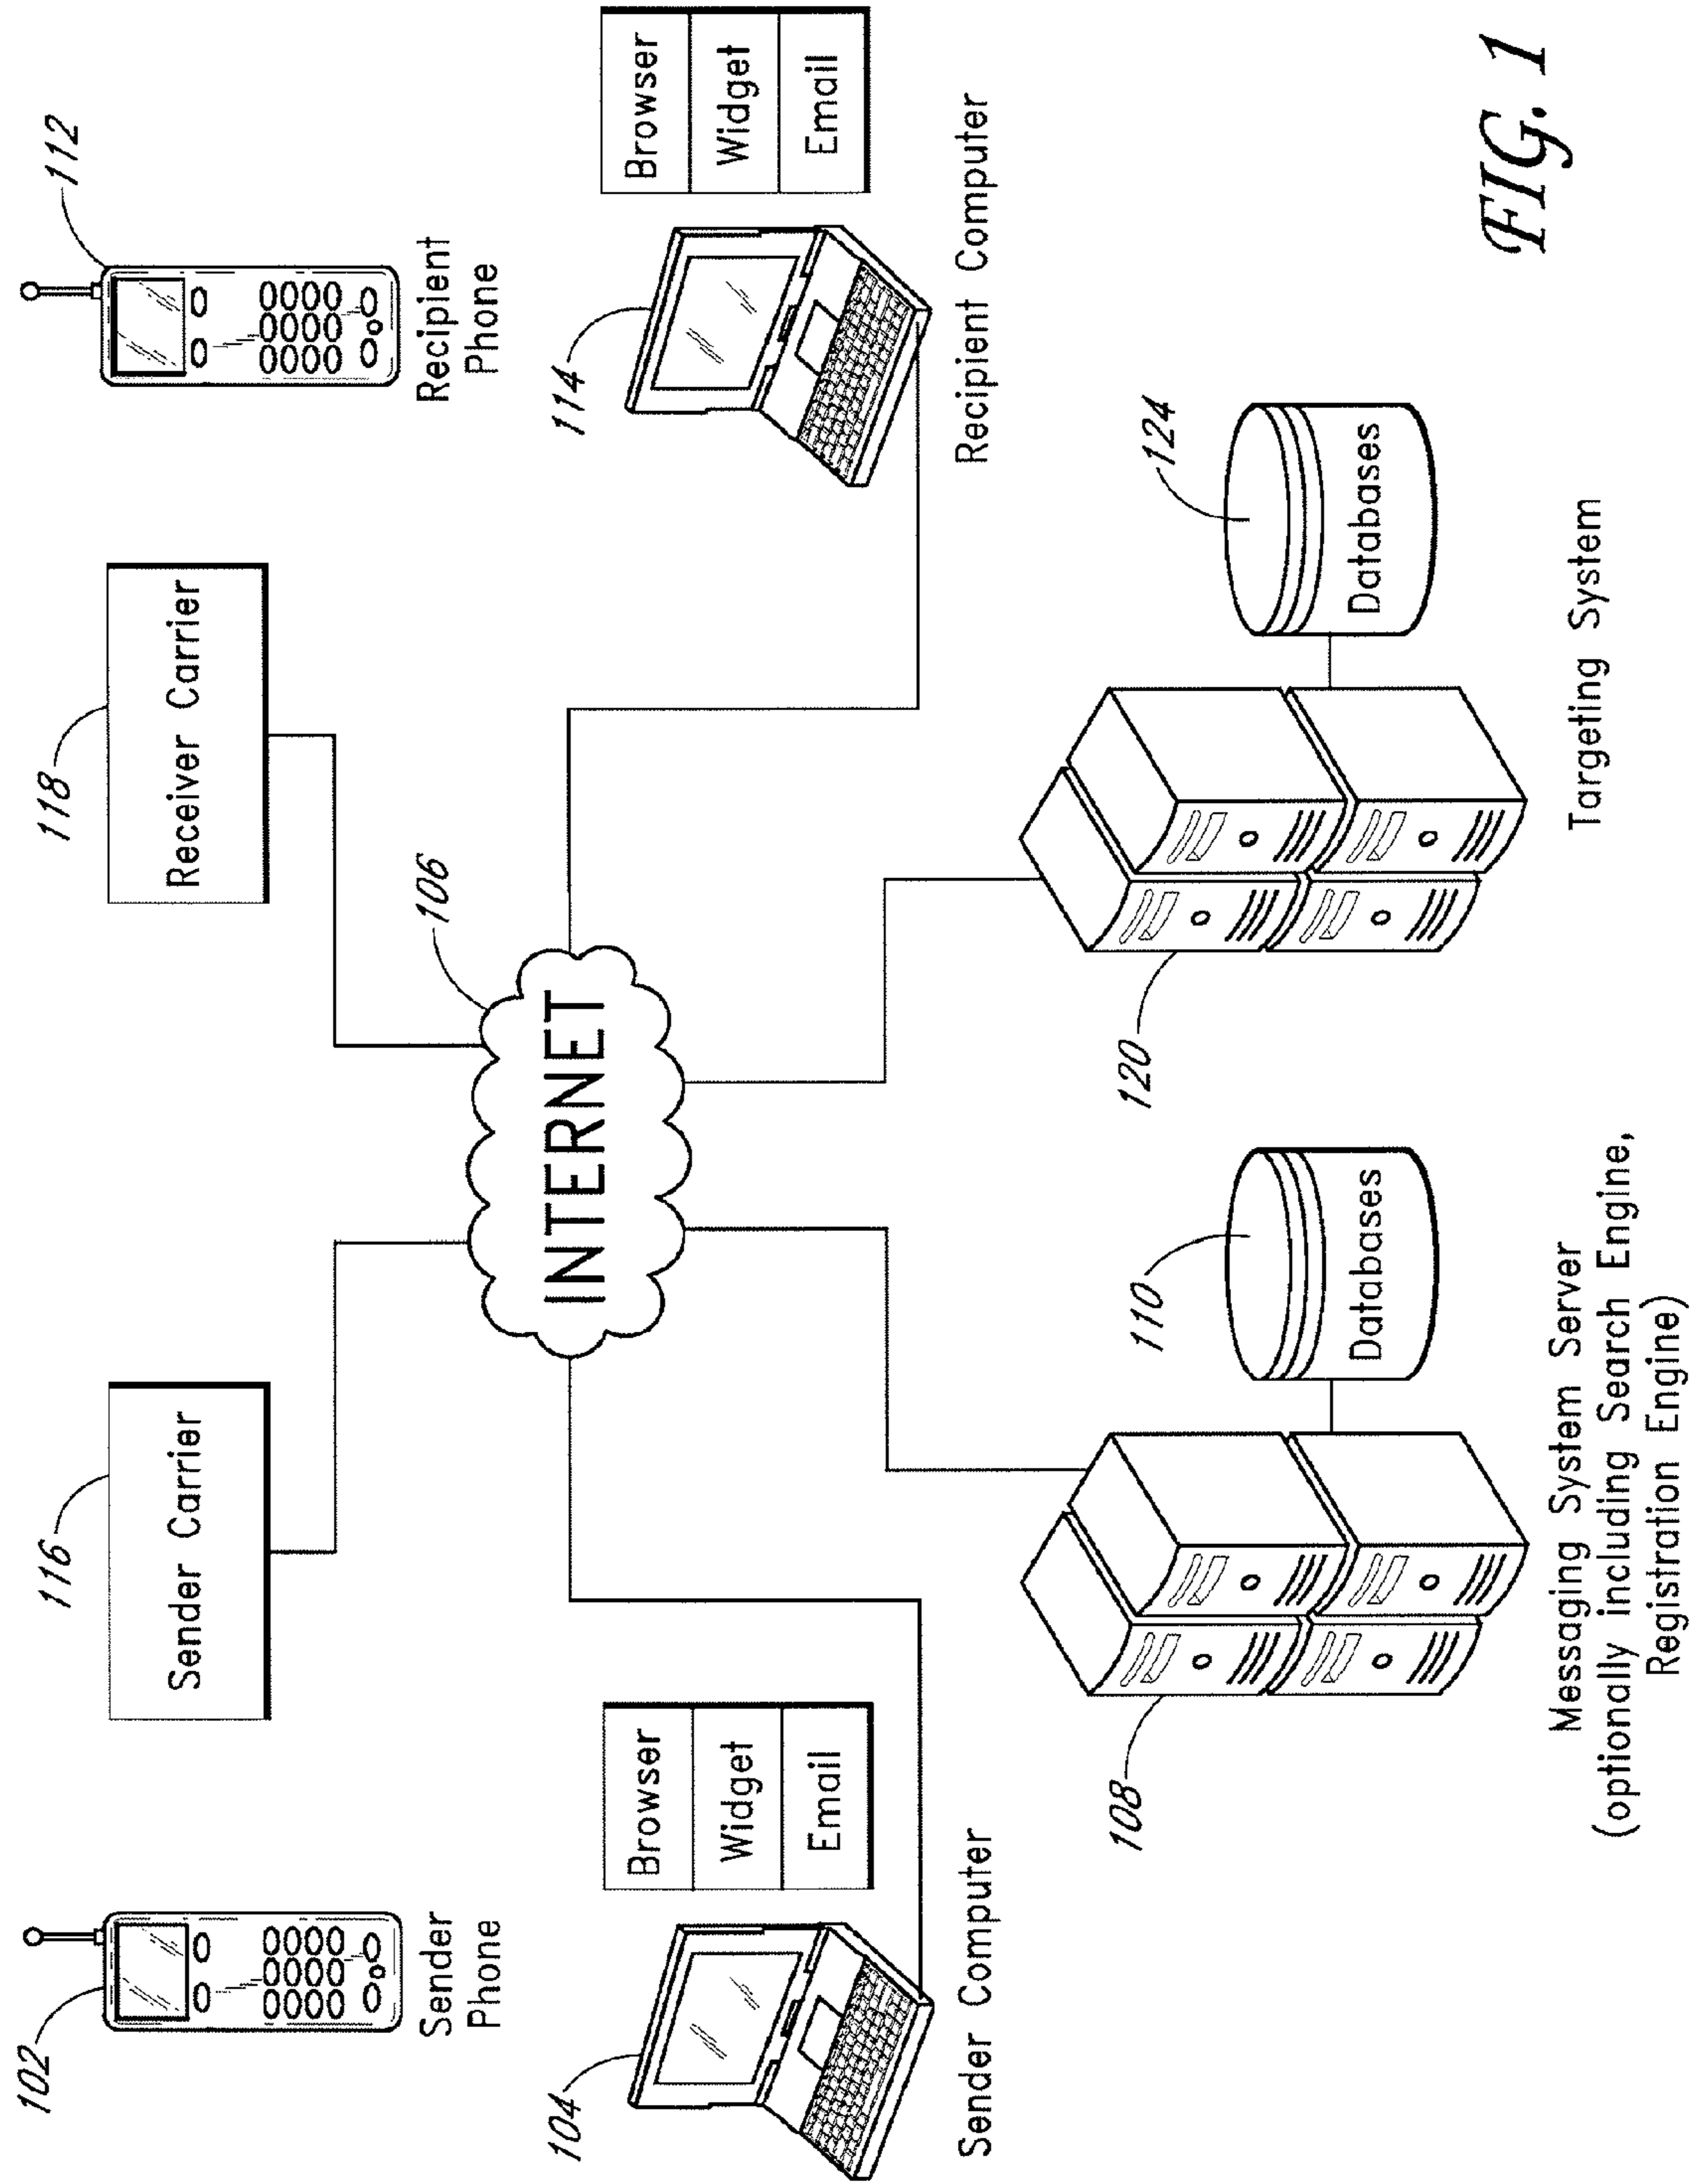 102
Sender
Phone
116
Sender Carrier
118
Receiver Carrier
112
Recipient
Phone
104
Browser
Widget
Email
Sender Computer
106
INTERNET
114
Browser
Widget
Email
Recipient Computer
108
110
Databases
Messaging System Server
(optionally including Search Engine,
Registration Engine)
120
124
Databases
Targeting System
FIG. 1